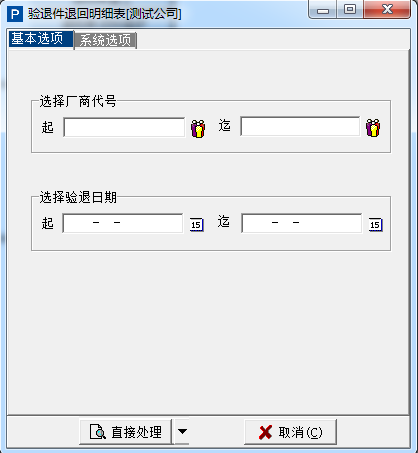 P 验退件退回明细表[测试公司]
基本选项 系统选项
选择厂商代号
起 迄
选择验退日期
起 - - 15 迄 - - 15
直接处理 取消(C)